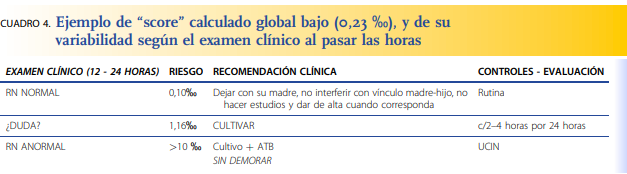 CUADRO 4. Ejemplo de “score” calculado global bajo (0,23 ‰), y de su
variabilidad según el examen clínico al pasar las horas
EXAMEN CLÍNICO (12 - 24 HORAS) RIESGO RECOMENDACIÓN CLÍNICA CONTROLES - EVALUACIÓN
RN NORMAL 0,10‰ Dejar con su madre, no interferir con vínculo madre-hijo, no Rutina
hacer estudios y dar de alta cuando corresponda
¿DUDA? 1,16‰ CULTIVAR c/2–4 horas por 24 horas
RN ANORMAL >10 ‰ Cultivo + ATB UCIN
SIN DEMORAR